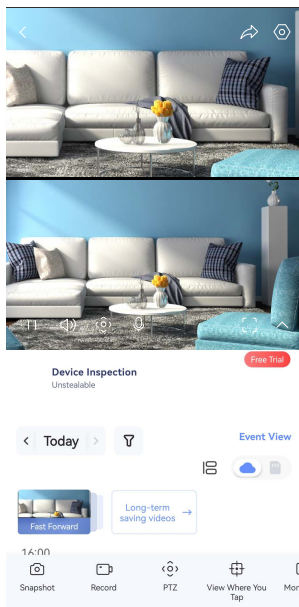 Free Trial
Device Inspection
Unstealable
Today
Event View
Fast Forward
Long-term
saving videos
16:00
Snapshot
Record
PTZ
View Where You
Tap